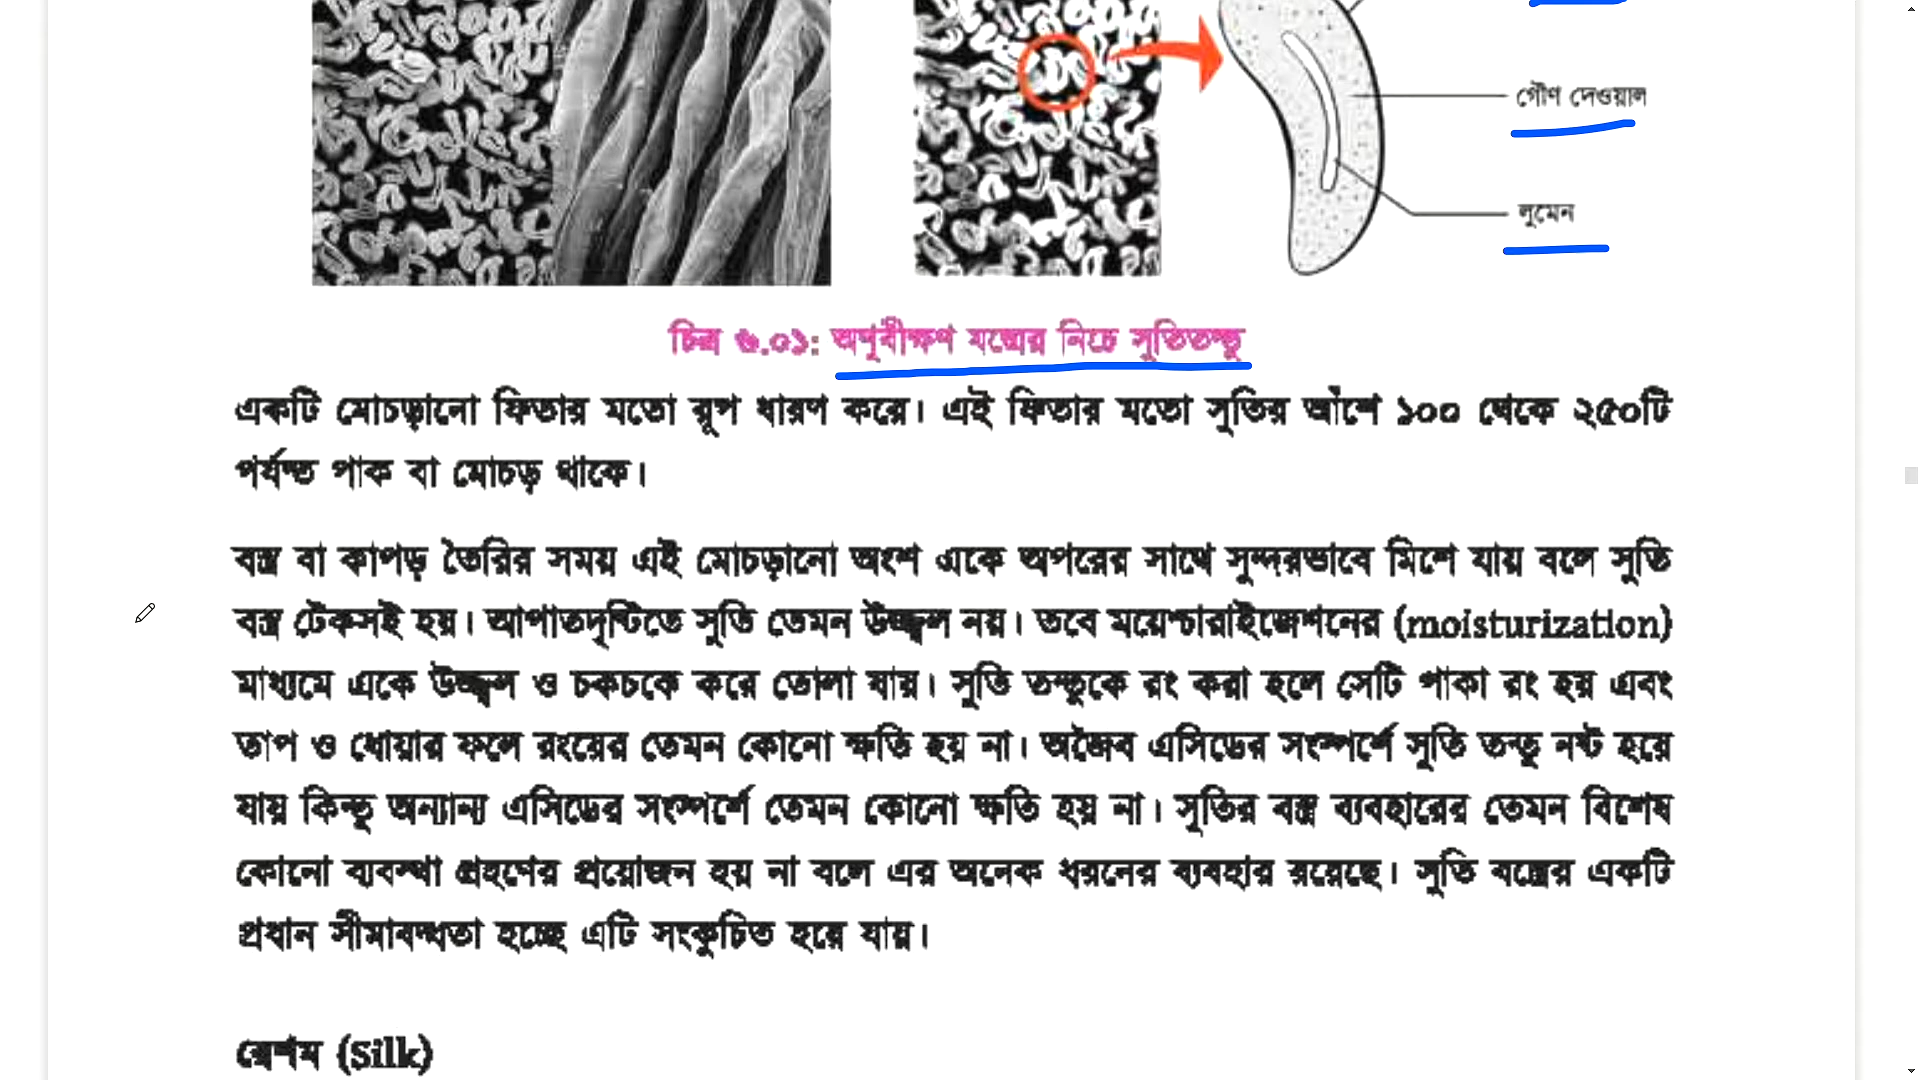 গৌণ দেওয়াল
লুমেন
চিত্র ৬.০১: অণুবীক্ষণ যন্ত্রের নিচে সুতিতন্তু
একটি মোচড়ানো ফিতার মতো রূপ ধারণ করে। এই ফিতার মতো সুতির আঁশে ১০০ থেকে ২৫০টি
পর্যন্ত পাক বা মোচড় থাকে।
বস্ত্র বা কাপড় তৈরির সময় এই মোচড়ানো অংশ একে অপরের সাথে সুন্দরভাবে মিশে যায় বলে সুতি
বস্ত্র টেকসই হয়। আপাতদৃষ্টিতে সুতি তেমন উজ্জ্বল নয়। তবে ময়েশ্চারাইজেশনের (moisturization)
মাধ্যমে একে উজ্জ্বল ও চকচকে করে তোলা যায়। সুতি তন্তুকে রং করা হলে সেটি পাকা রং হয় এবং
তাপ ও ধোয়ার ফলে রংয়ের তেমন কোনো ক্ষতি হয় না। অজৈব এসিডের সংস্পর্শে সুতি তন্তু নষ্ট হয়ে
যায় কিন্তু অন্যান্য এসিডের সংস্পর্শে তেমন কোনো ক্ষতি হয় না। সুতির বস্ত্র ব্যবহারের তেমন বিশেষ
কোনো ব্যবস্থা গ্রহণের প্রয়োজন হয় না বলে এর অনেক ধরনের ব্যবহার রয়েছে। সুতি বস্ত্রের একটি
প্রধান সীমাবদ্ধতা হচ্ছে এটি সংকুচিত হয়ে যায়।
রেশম (Silk)